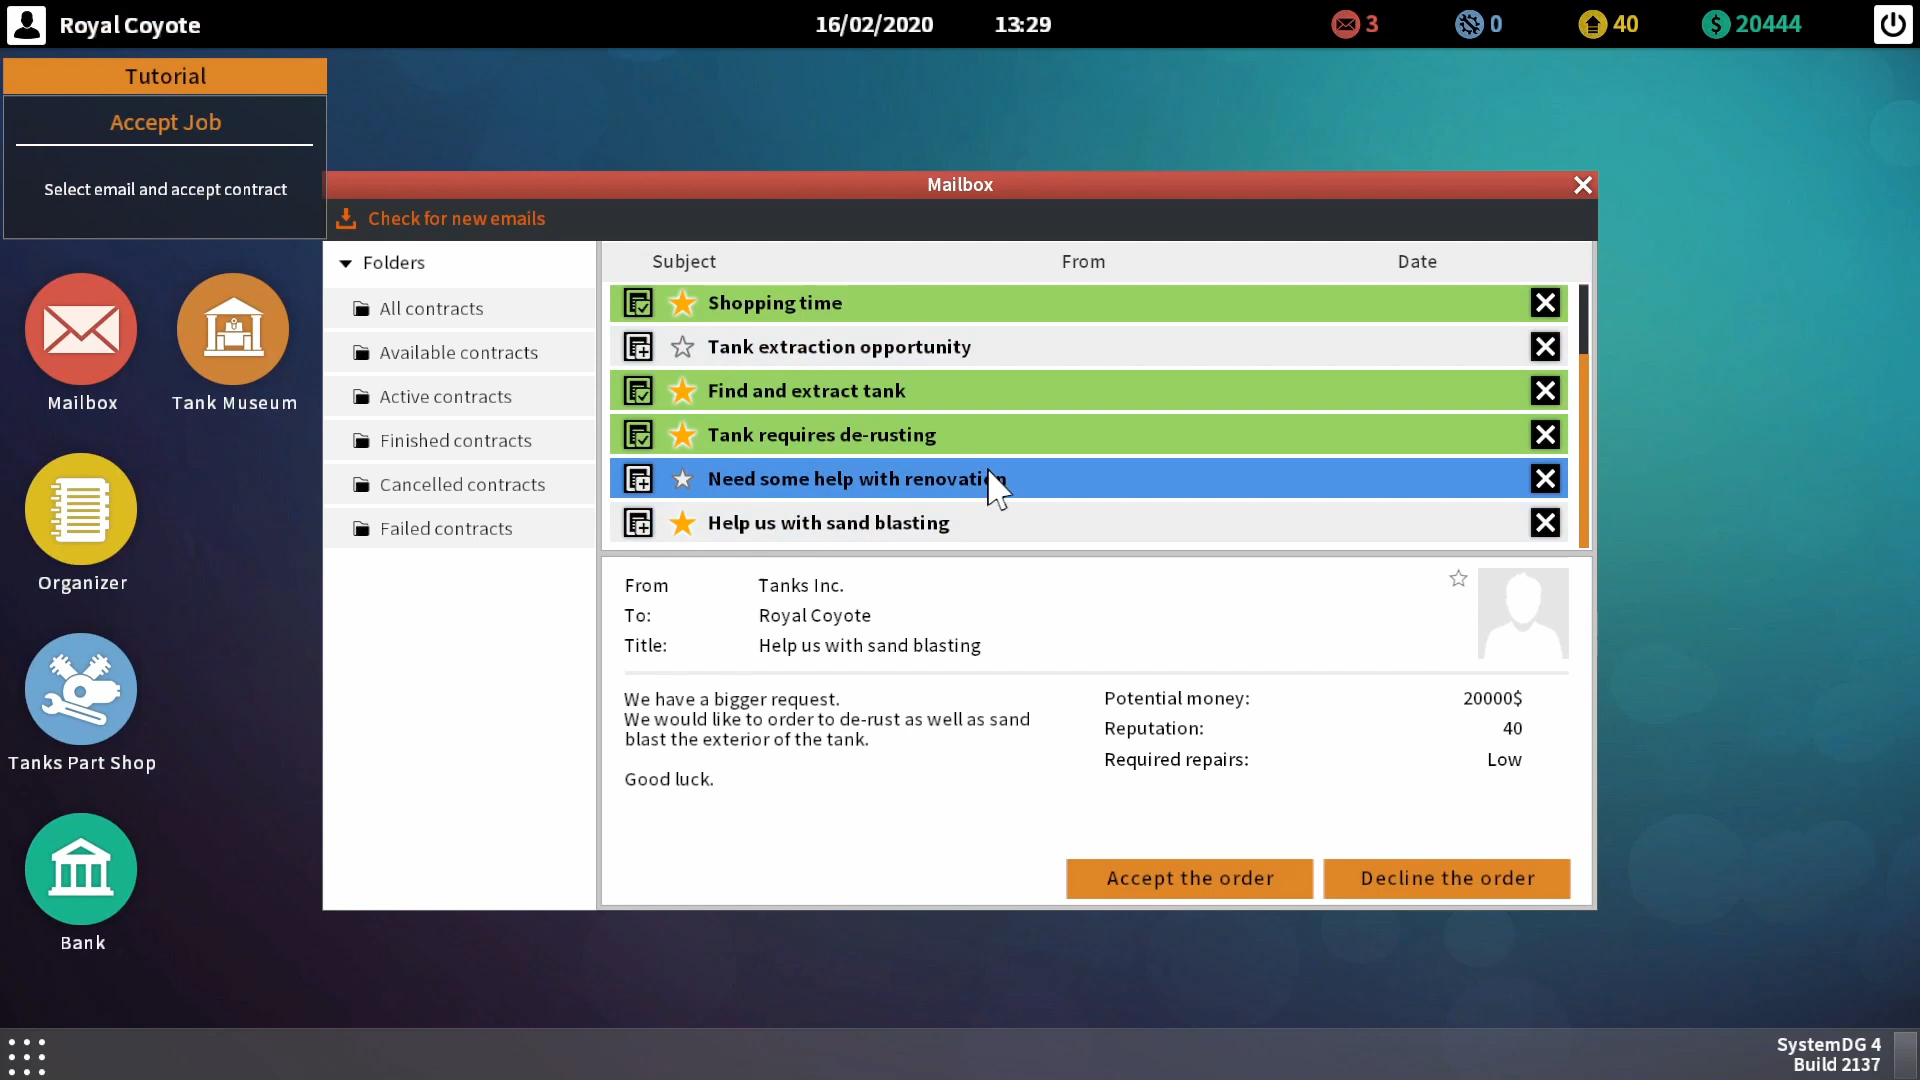 Royal Coyote
16/02/2020 13:29
3
0
40
20444
Tutorial
Accept Job
Select email and accept contract
Mailbox
Tank Museum
Organizer
Tanks Part Shop
Bank
Mailbox
Check for new emails
Folders
All contracts
Available contracts
Active contracts
Finished contracts
Cancelled contracts
Failed contracts
Subject From Date
Shopping time
Tank extraction opportunity
Find and extract tank
Tank requires de-rusting
Need some help with renovation
Help us with sand blasting
From Tanks Inc.
To: Royal Coyote
Title: Help us with sand blasting
We have a bigger request.
We would like to order to de-rust as well as sand
blast the exterior of the tank.
Good luck.
Potential money: 20000$
Reputation: 40
Required repairs: Low
Accept the order
Decline the order
SystemDG 4
Build 2137